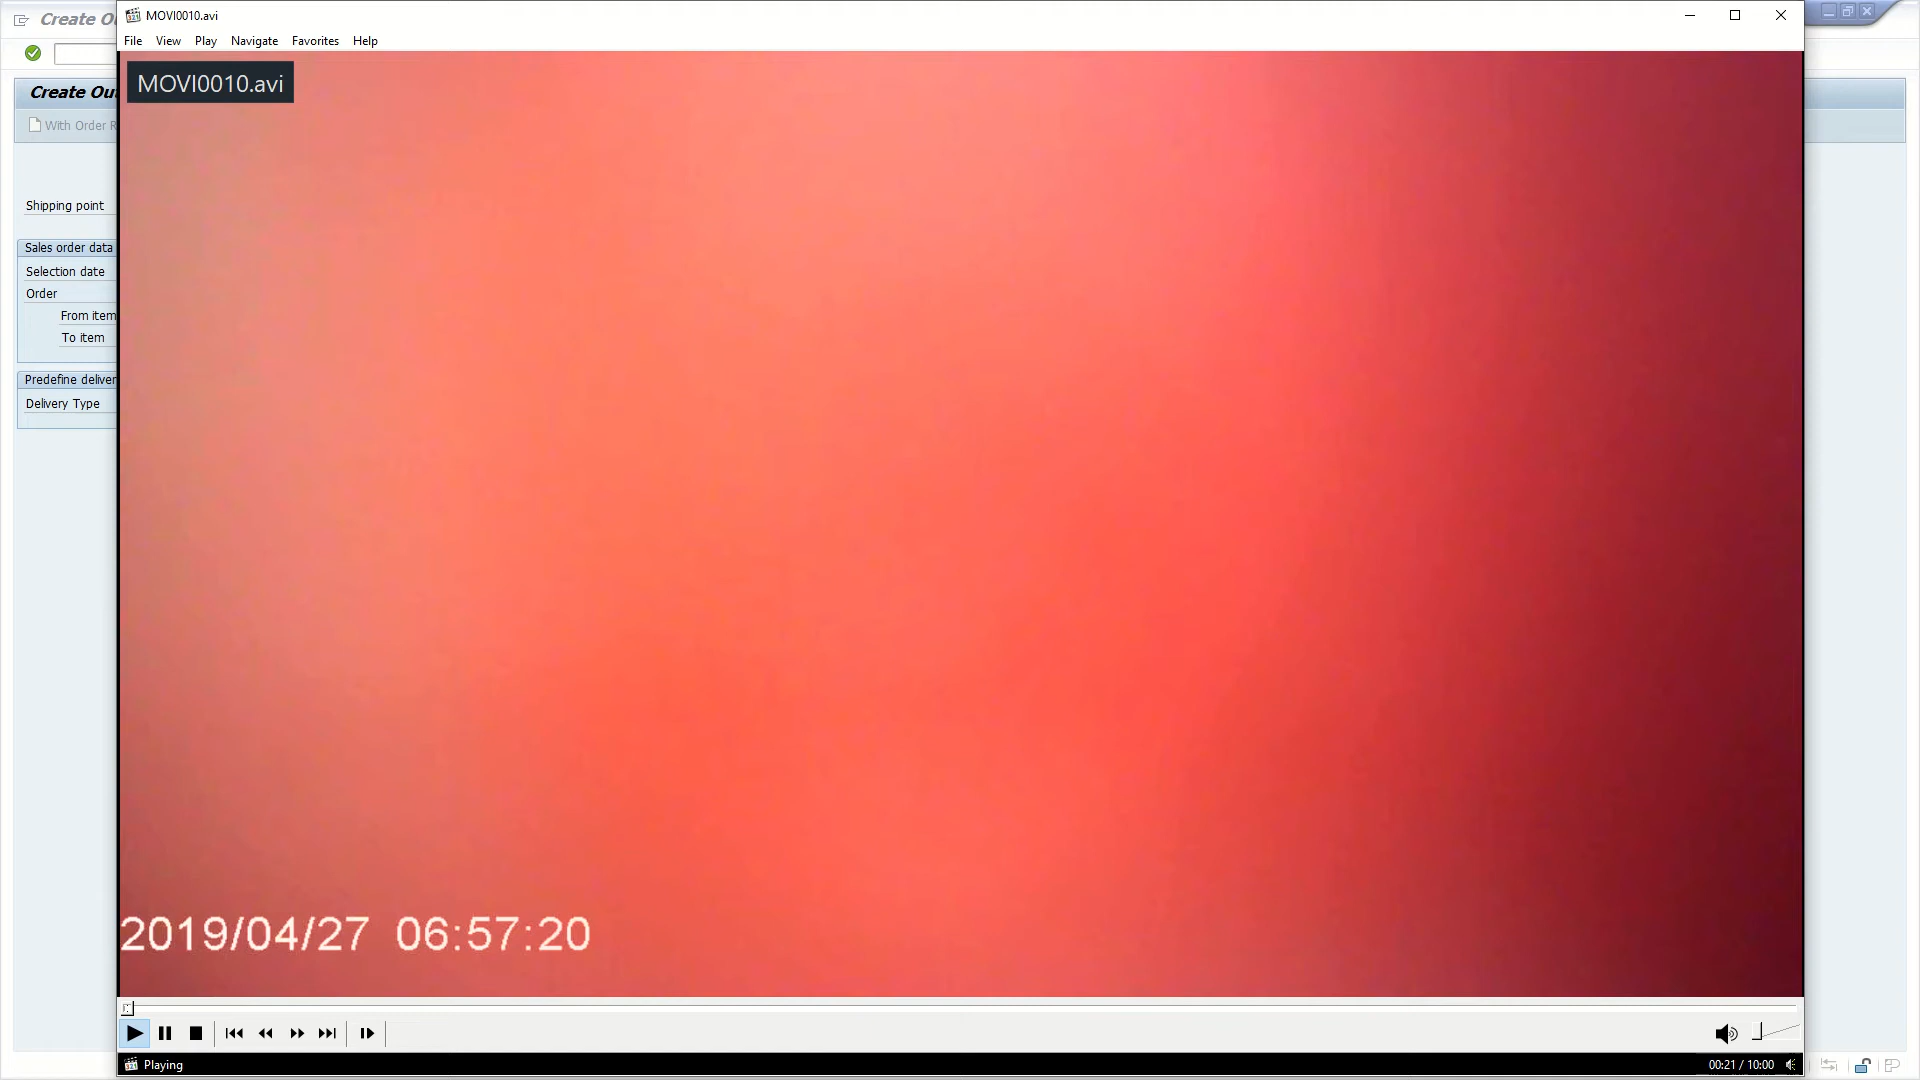 Create O
MOVI0010.avi
File View Play Navigate Favorites Help
MOVI0010.avi
Create Ou
With Order R
Shipping point
Sales order data
Selection date
Order
From item
To item
Predefine deliver
Delivery Type
2019/04/27 06:57:20
Playing
00:21 / 10:00